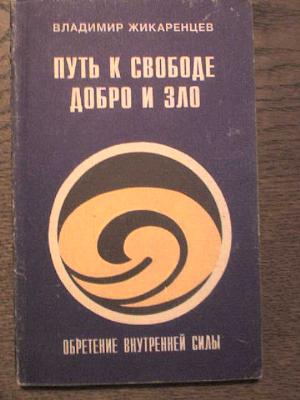 ВЛАДИМИР ЖИКАРЕНЦЕВ
ПУТЬ К СВОБОДЕ
ДОБРО И ЗЛО
ОБРЕТЕНИЕ ВНУТРЕННЕЙ СИЛЫ